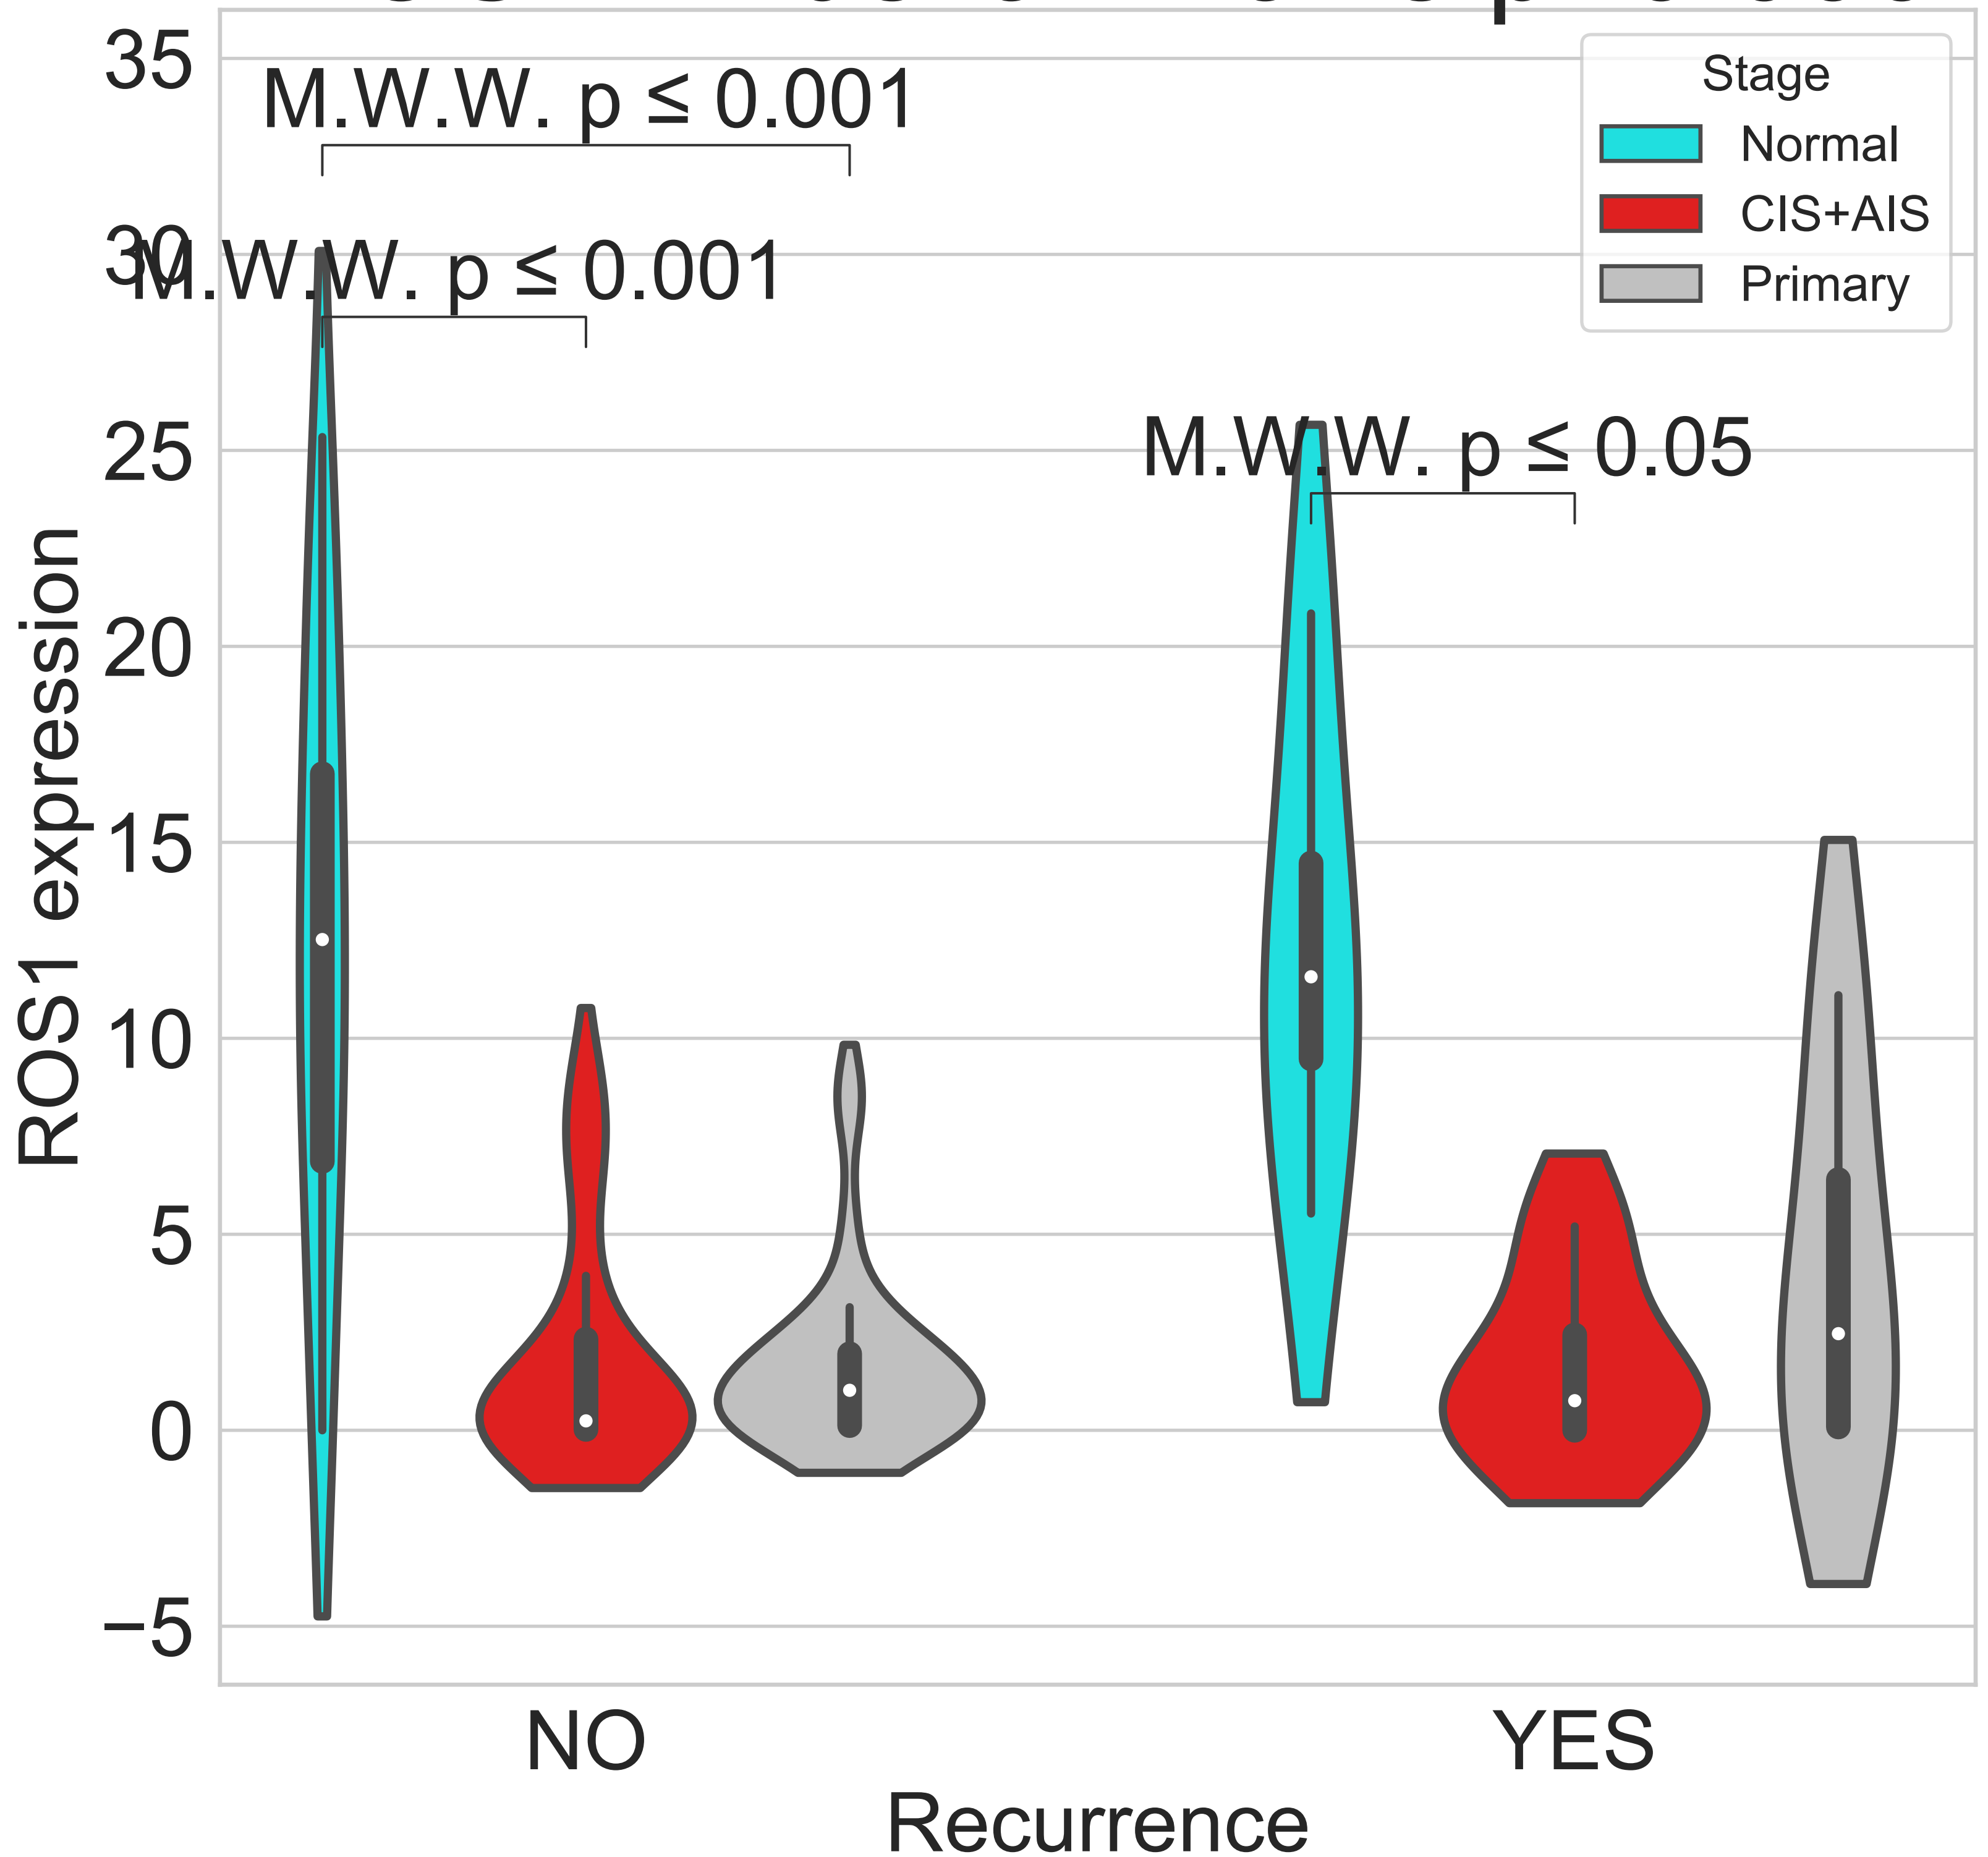 35
M.W.W. p ≤ 0.001
Stage
Normal
CIS+AIS
Primary
30
M.W.W. p ≤ 0.001
25
M.W.W. p ≤ 0.05
20
15
10
5
0
−5
ROS1 expression
NO
YES
Recurrence